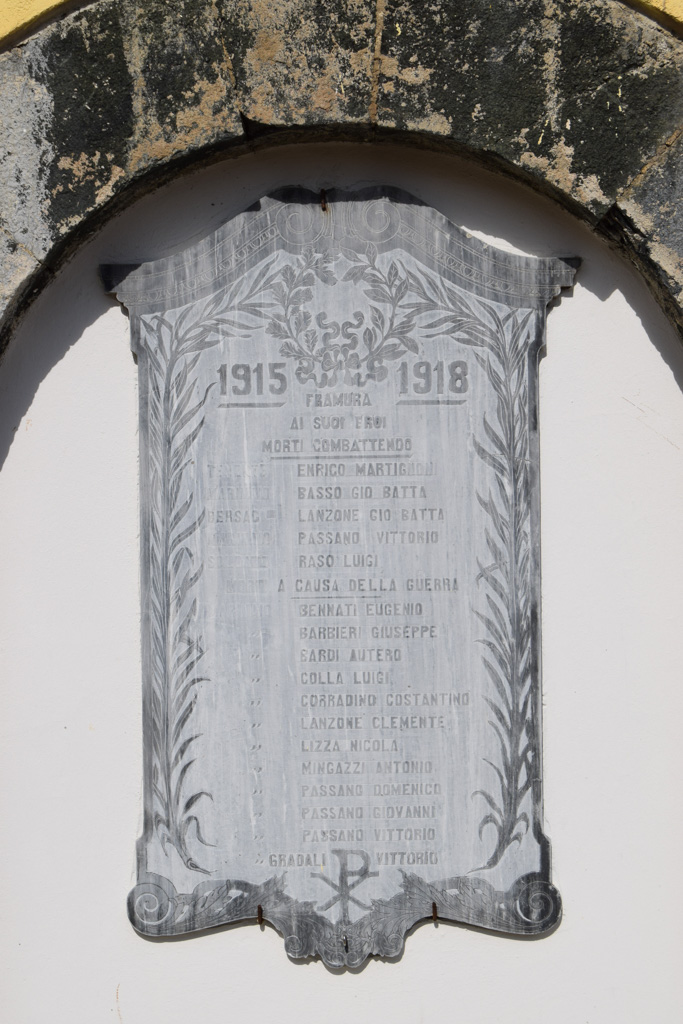 1915 1918
FRAMURA
AI SUOI EROI
MORTI COMBATTENDO
ENRICO MARTIGNONI
BASSO GIO BATTA
LANZONE GIO BATTA
PASSANO VITTORIO
RASO LUIGI
A CAUSA DELLA GUERRA
BENNATI EUGENIO
BARBIERI GIUSEPPE
BARDI AUTERO
" COLLA LUIGI
" CORRADINO COSTANTINO
" LANZONE CLEMENTE
" LIZZA NICOLA
" MINGAZZI ANTONIO
" PASSANO DOMENICO
" PASSANO GIOVANNI
" PASSANO VITTORIO
" GRADALI VITTORIO